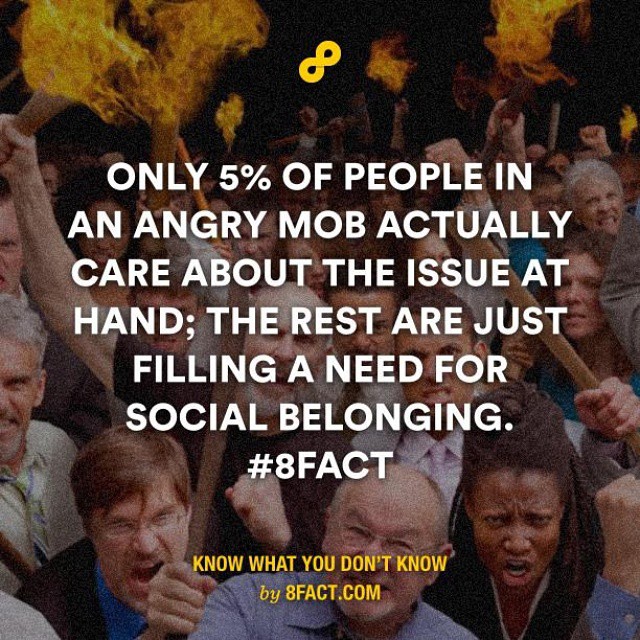 ONLY 5% OF PEOPLE IN
AN ANGRY MOB ACTUALLY
CARE ABOUT THE ISSUE AT
HAND; THE REST ARE JUST
FILLING A NEED FOR
SOCIAL BELONGING.
#8FACT
KNOW WHAT YOU DON'T KNOW
by 8FACT.COM